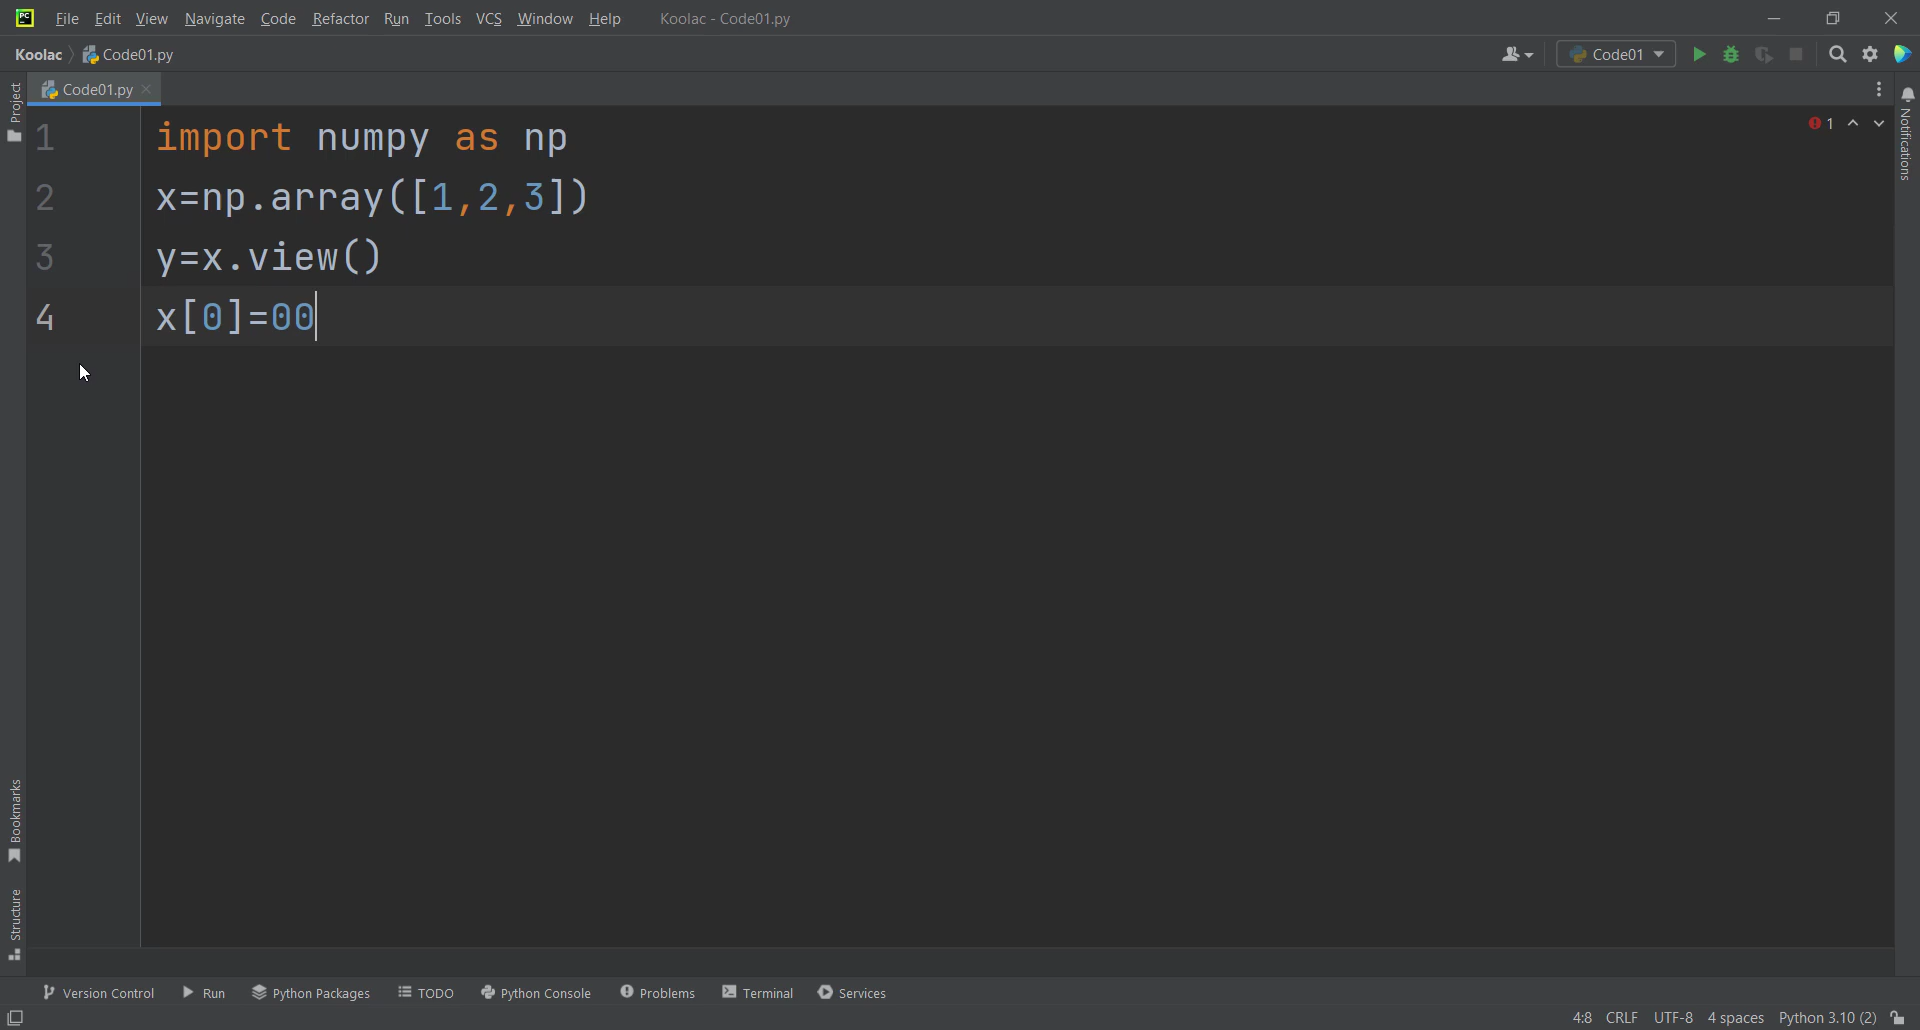 File Edit View Navigate Code Refactor Run Tools VCS Window Help Koolac - Code01.py
Koolac Code01.py Code01
Code01.py
Project
Notifications
1 import numpy as np
2 x=np.array([1,2,3])
3 y=x.view()
4 x[0]=00
1
Bookmarks
Structure
Version Control Run Python Packages TODO Python Console Problems Terminal Services
4:8 CRLF UTF-8 4 spaces Python 3.10 (2)